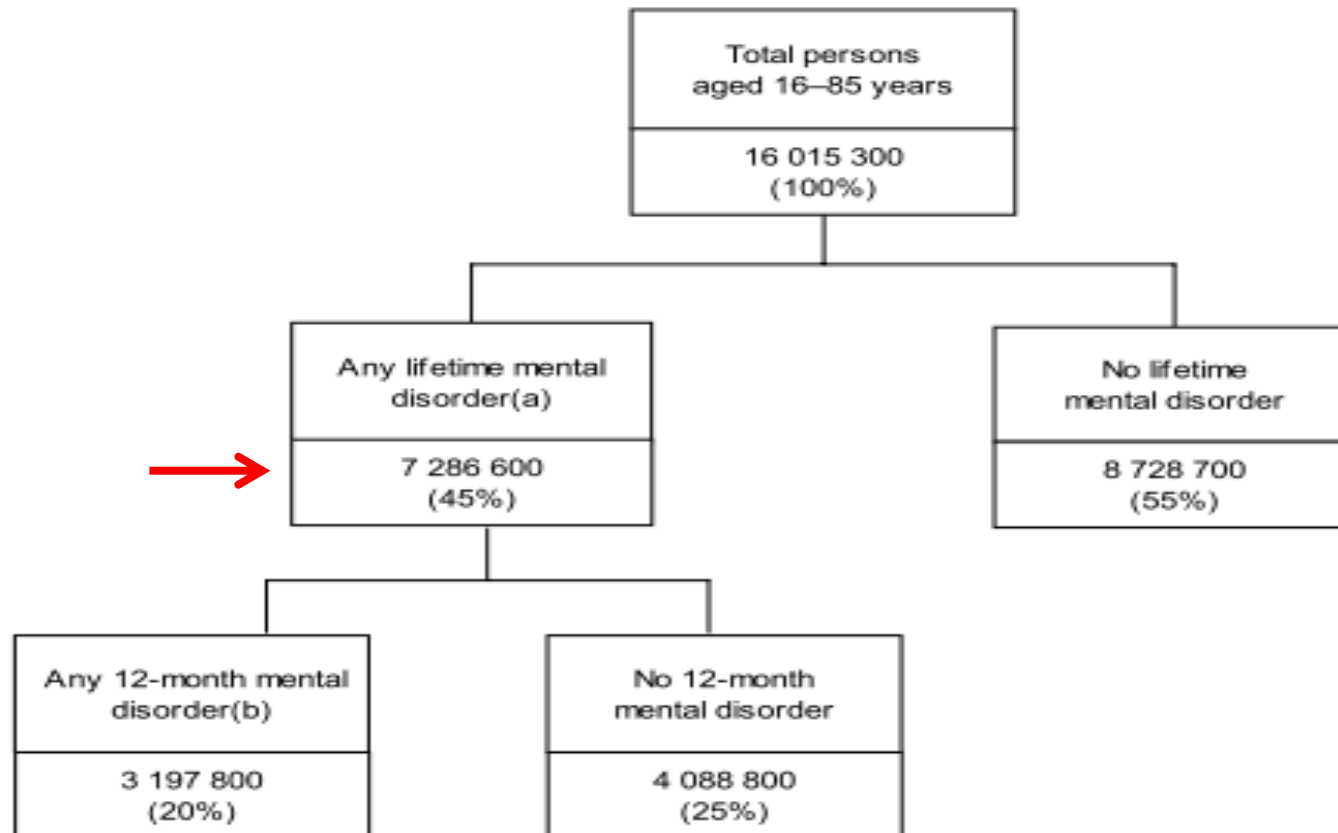 Total persons
aged 16–85 years
16 015 300
(100%)
Any lifetime mental
disorder(a)
7 286 600
(45%)
No lifetime
mental disorder
8 728 700
(55%)
Any 12-month mental
disorder(b)
3 197 800
(20%)
No 12-month
mental disorder
4 088 800
(25%)